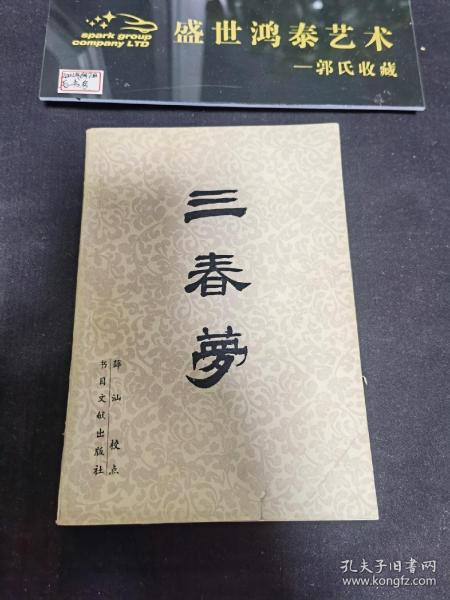 spark group
company LTD
盛世鸿泰艺术
—郭氏收藏
三春夢
薛汕 校点
书目文献出版社
孔夫子旧书网
www.kongfz.com